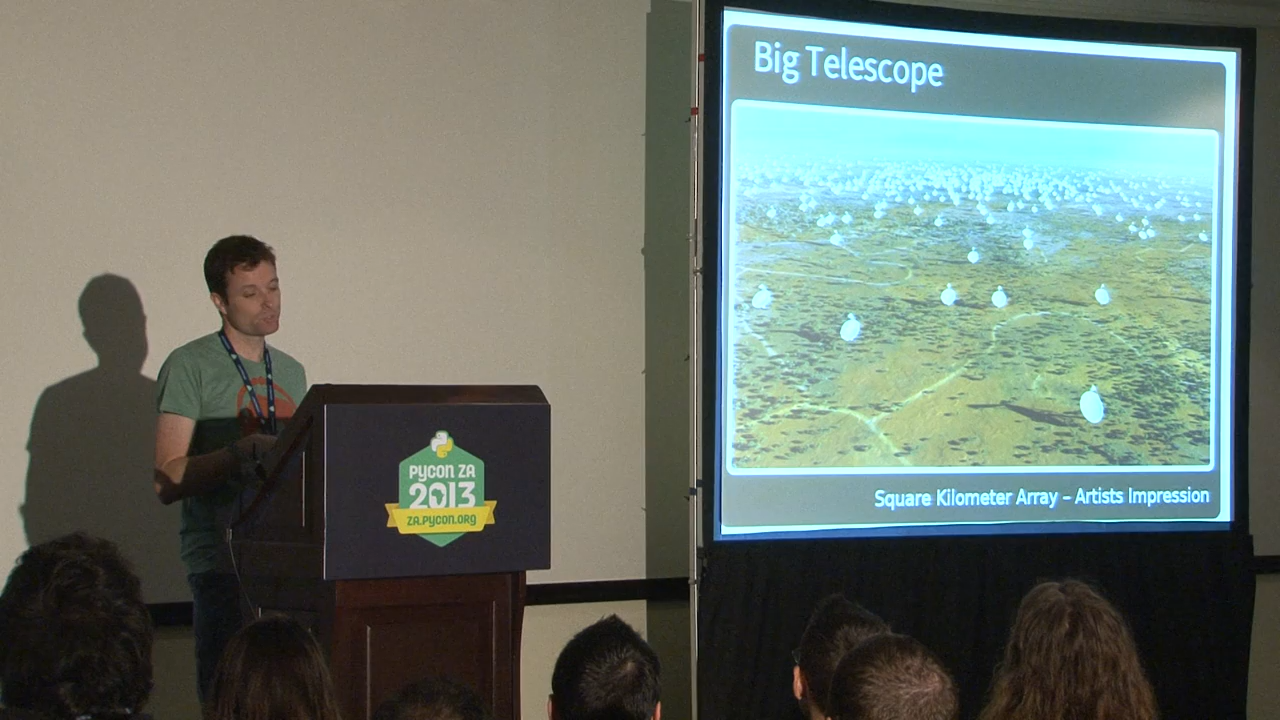 Big Telescope
Square Kilometer Array – Artists Impression
PYCON ZA
2013
ZA.PYCON.ORG